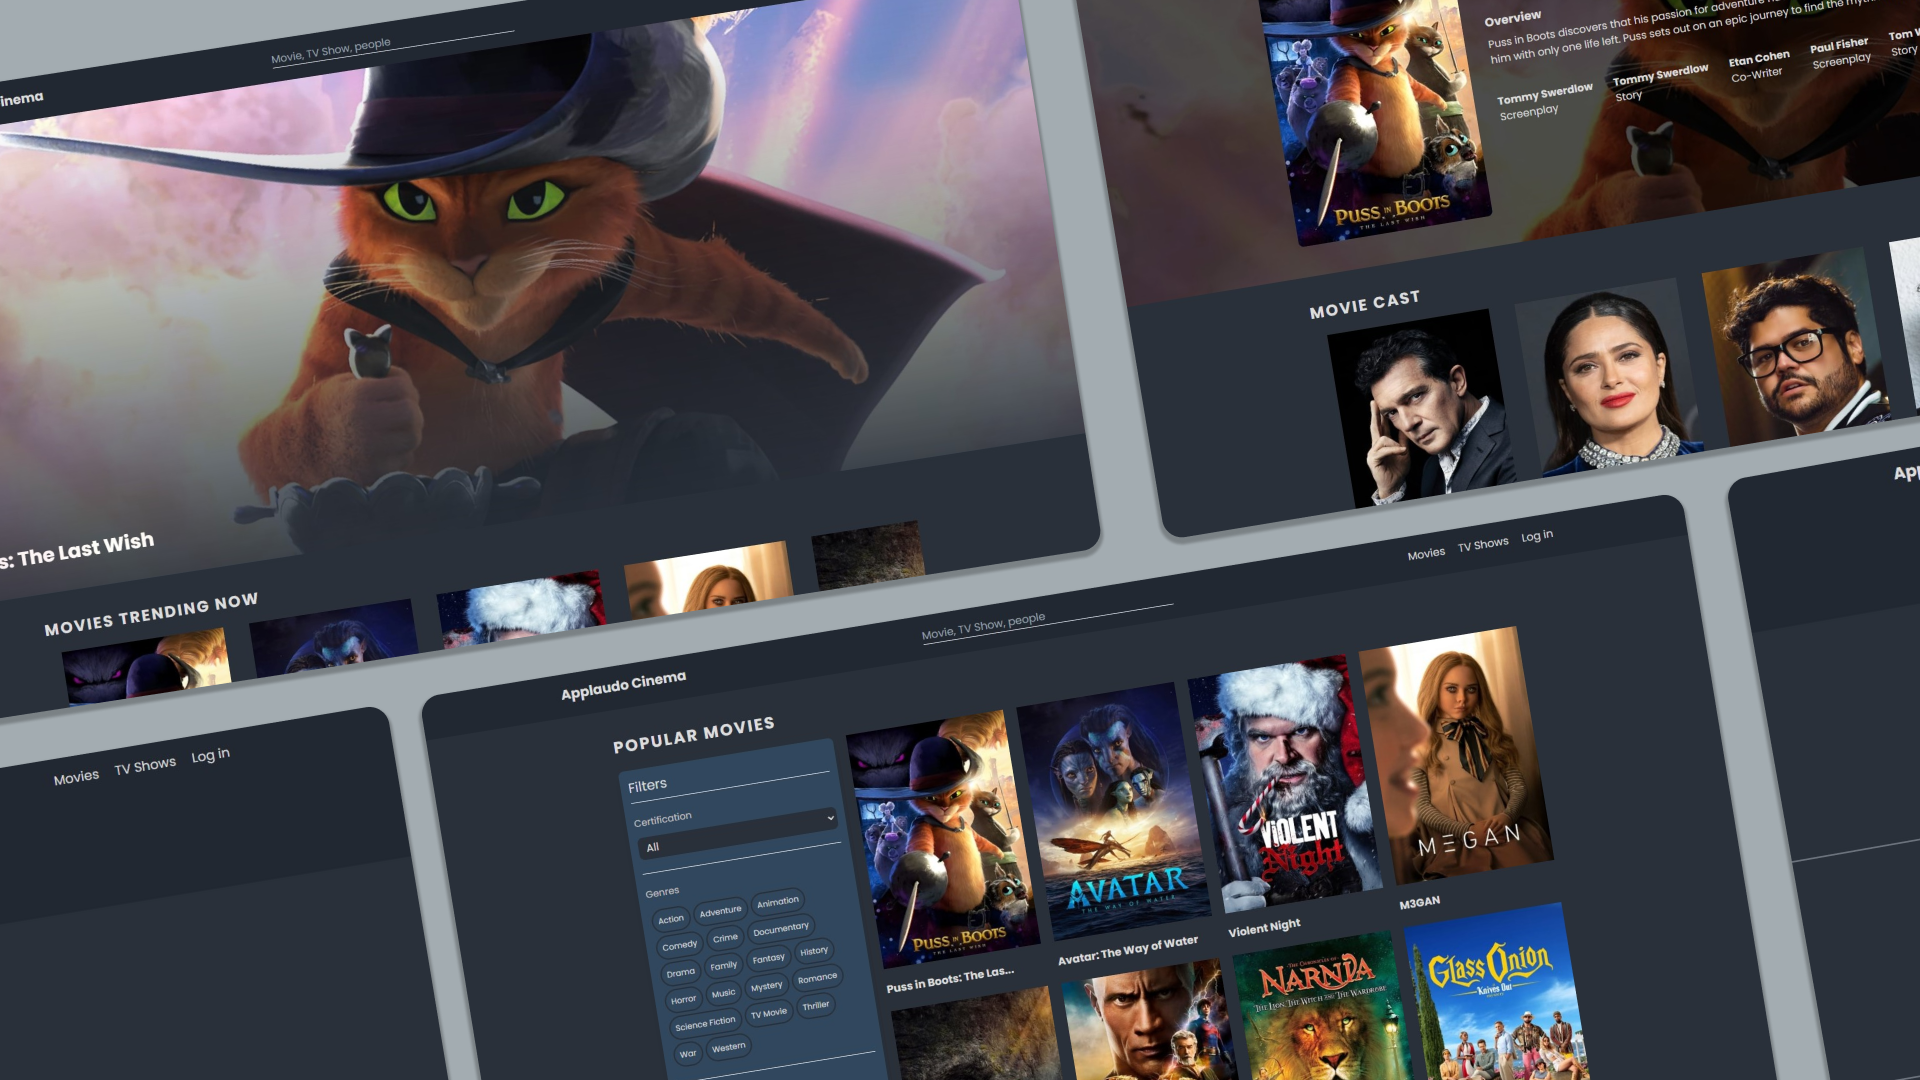 inema
Movie, TV Show, people
s: The Last Wish
MOVIES TRENDING NOW
Overview
Puss in Boots discovers that his passion for adventure
him with only one life left. Puss sets out on an epic journey to find the
Tommy Swerdlow
Screenplay
Tommy Swerdlow
Story
Etan Cohen
Co-Writer
Paul Fisher
Screenplay
Tom W
Story
PUSS IN BOOTS
THE LAST WISH
MOVIE CAST
Movies TV Shows Log in
Applaudo Cinema
Movie, TV Show, people
Movies TV Shows Log in
POPULAR MOVIES
Filters
Certification
All
Genres
Action Adventure Animation
Comedy Crime Documentary
Drama Family Fantasy History
Horror Music Mystery Romance
Science Fiction TV Movie Thriller
War Western
PUSS IN BOOTS
THE LAST WISH
Puss in Boots: The Las...
AVATAR
THE WAY OF WATER
Avatar: The Way of Water
VIOLENT
Night
Violent Night
M3GAN
M3GAN
THE CHRONICLES OF
NARNIA
THE LION, THE WITCH AND THE WARDROBE
Glass Onion
Knives Out
App